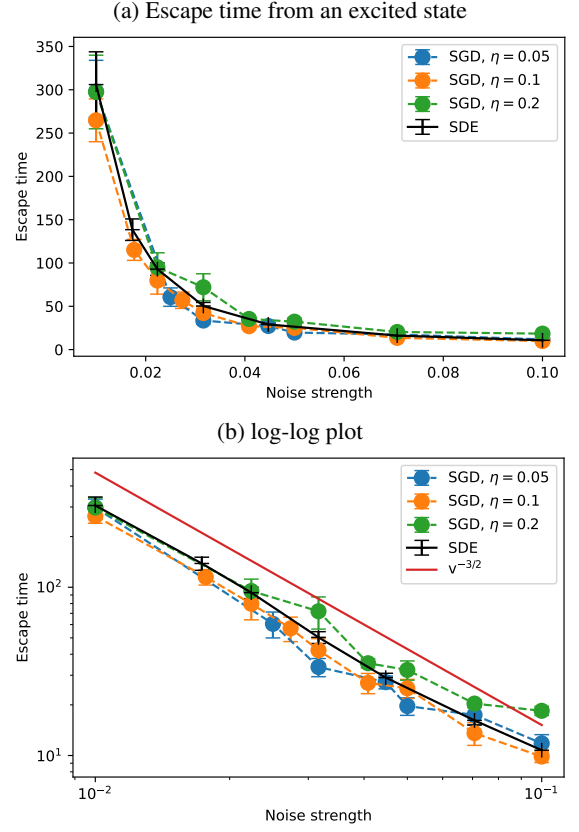 (a) Escape time from an excited state
350
300
250
200
150
100
50
0
Escape time
SGD, η = 0.05
SGD, η = 0.1
SGD, η = 0.2
SDE
0.02
0.04
0.06
0.08
0.10
Noise strength
(b) log-log plot
10²
10¹
Escape time
SGD, η = 0.05
SGD, η = 0.1
SGD, η = 0.2
SDE
v⁻³/²
10⁻²
10⁻¹
Noise strength